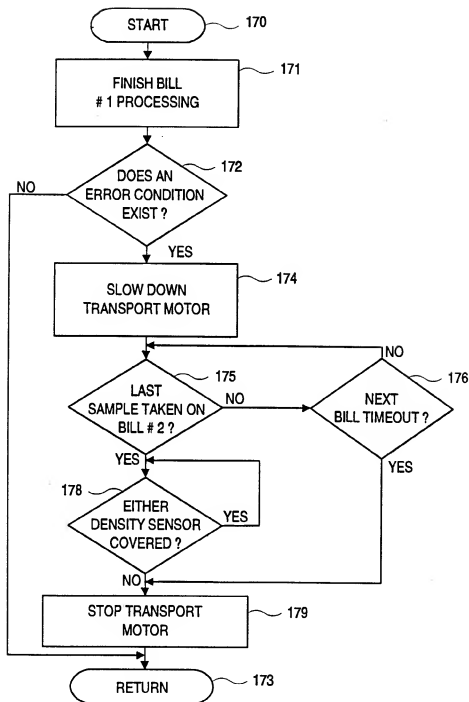 START
170
FINISH BILL
# 1 PROCESSING
171
172
DOES AN
ERROR CONDITION
EXIST ?
NO
YES
SLOW DOWN
TRANSPORT MOTOR
174
NO
175
176
LAST
SAMPLE TAKEN ON
BILL # 2 ?
NO
NEXT
BILL TIMEOUT ?
YES
YES
178
EITHER
DENSITY SENSOR
COVERED ?
YES
NO
STOP TRANSPORT
MOTOR
179
RETURN
173